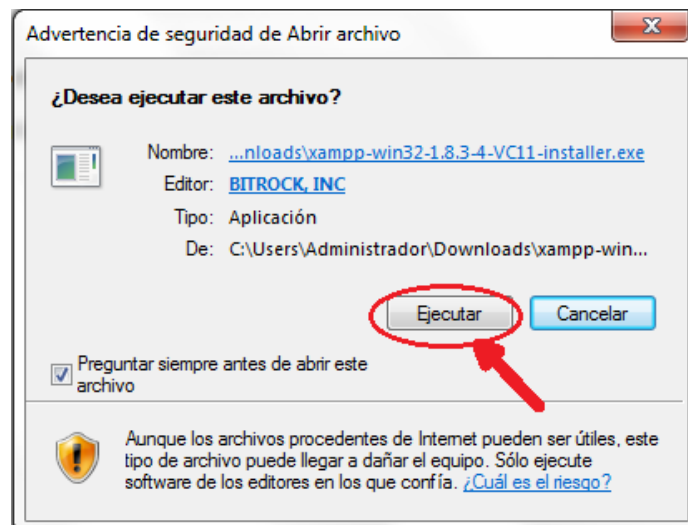 Advertencia de seguridad de Abrir archivo
¿Desea ejecutar este archivo?
Nombre: ...nloads\xampp-win32-1.8.3-4-VC11-installer.exe
Editor: BITROCK, INC
Tipo: Aplicación
De: C:\Users\Administrador\Downloads\xampp-win...
Ejecutar Cancelar
Preguntar siempre antes de abrir este
archivo
Aunque los archivos procedentes de Internet pueden ser útiles, este
tipo de archivo puede llegar a dañar el equipo. Sólo ejecute
software de los editores en los que confía. ¿Cuál es el riesgo?